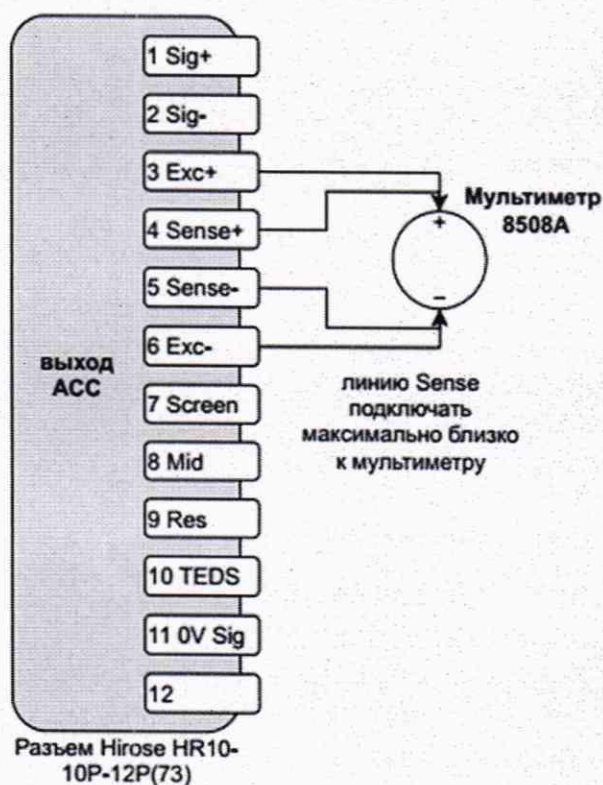 1 Sig+
2 Sig-
3 Exc+
4 Sense+
5 Sense-
6 Exc-
7 Screen
8 Mid
9 Res
10 TEDS
11 0V Sig
12
выход
АСС
Разъем Hirose HR10-
10P-12P(73)
+
−
Мультиметр
8508А
линию Sense
подключать
максимально близко
к мультиметру